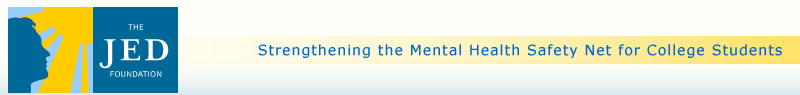 THE
JED
FOUNDATION
Strengthening the Mental Health Safety Net for College Students